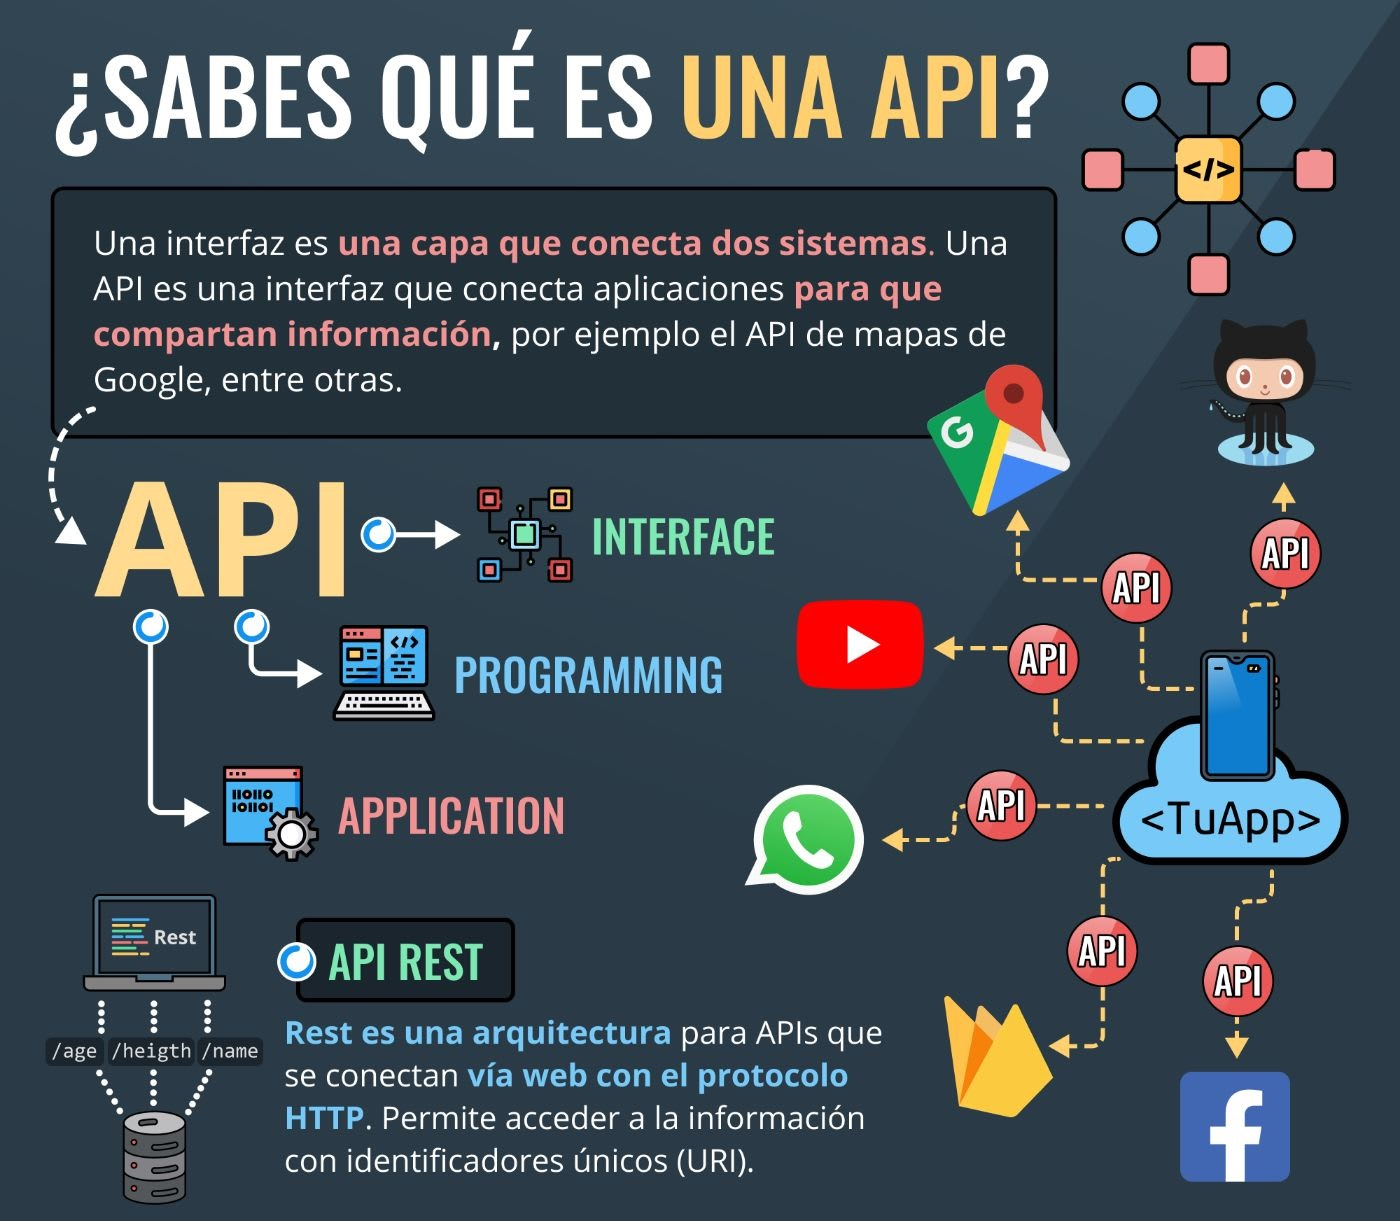 ¿SABES QUÉ ES UNA API?
</>
Una interfaz es una capa que conecta dos sistemas. Una
API es una interfaz que conecta aplicaciones para que
compartan información, por ejemplo el API de mapas de
Google, entre otras.
G
API
INTERFACE
PROGRAMMING
</>
APPLICATION
01011O
1O11O1
API
API
API
API
API
API
<TuApp>
Rest
/age
/heigth
/name
API REST
Rest es una arquitectura para APIs que
se conectan vía web con el protocolo
HTTP. Permite acceder a la información
con identificadores únicos (URI).
f